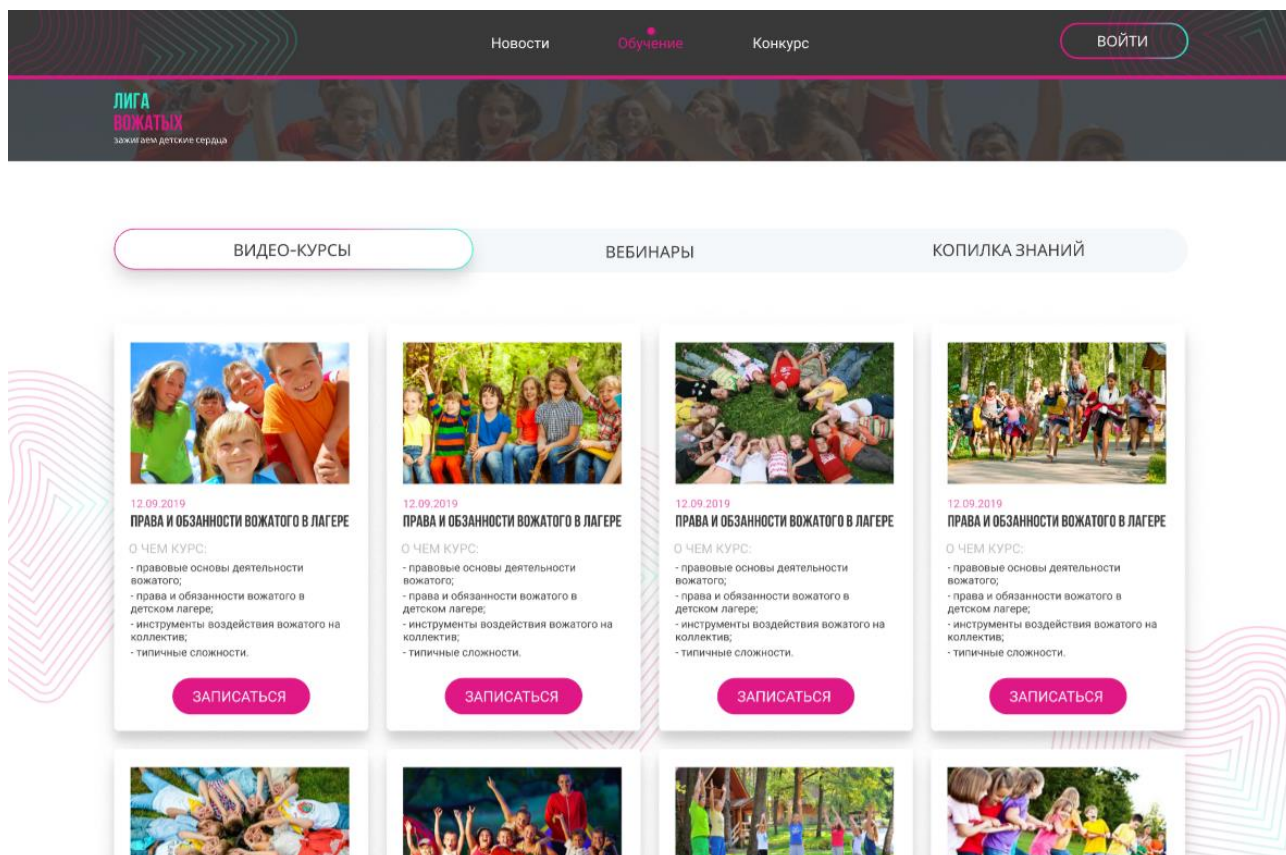 Новости Обучение Конкурс ВОЙТИ
ЛИГА
ВОЖАТЫХ
зажигаем детские сердца
ВИДЕО-КУРСЫ ВЕБИНАРЫ КОПИЛКА ЗНАНИЙ
12.09.2019
ПРАВА И ОБЗАННОСТИ ВОЖАТОГО В ЛАГЕРЕ
О ЧЕМ КУРС:
- правовые основы деятельности
вожатого;
- права и обязанности вожатого в
детском лагере;
- инструменты воздействия вожатого на
коллектив;
- типичные сложности.
ЗАПИСАТЬСЯ
12.09.2019
ПРАВА И ОБЗАННОСТИ ВОЖАТОГО В ЛАГЕРЕ
О ЧЕМ КУРС:
- правовые основы деятельности
вожатого;
- права и обязанности вожатого в
детском лагере;
- инструменты воздействия вожатого на
коллектив;
- типичные сложности.
ЗАПИСАТЬСЯ
12.09.2019
ПРАВА И ОБЗАННОСТИ ВОЖАТОГО В ЛАГЕРЕ
О ЧЕМ КУРС:
- правовые основы деятельности
вожатого;
- права и обязанности вожатого в
детском лагере;
- инструменты воздействия вожатого на
коллектив;
- типичные сложности.
ЗАПИСАТЬСЯ
12.09.2019
ПРАВА И ОБЗАННОСТИ ВОЖАТОГО В ЛАГЕРЕ
О ЧЕМ КУРС:
- правовые основы деятельности
вожатого;
- права и обязанности вожатого в
детском лагере;
- инструменты воздействия вожатого на
коллектив;
- типичные сложности.
ЗАПИСАТЬСЯ